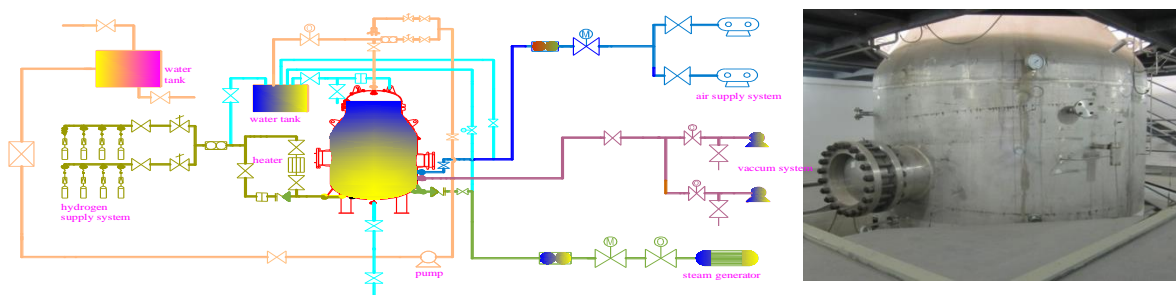 water
tank
water tank
air supply system
heater
vaccum system
hydrogen
supply system
pump
steam generator
M
M
O
O
O
O